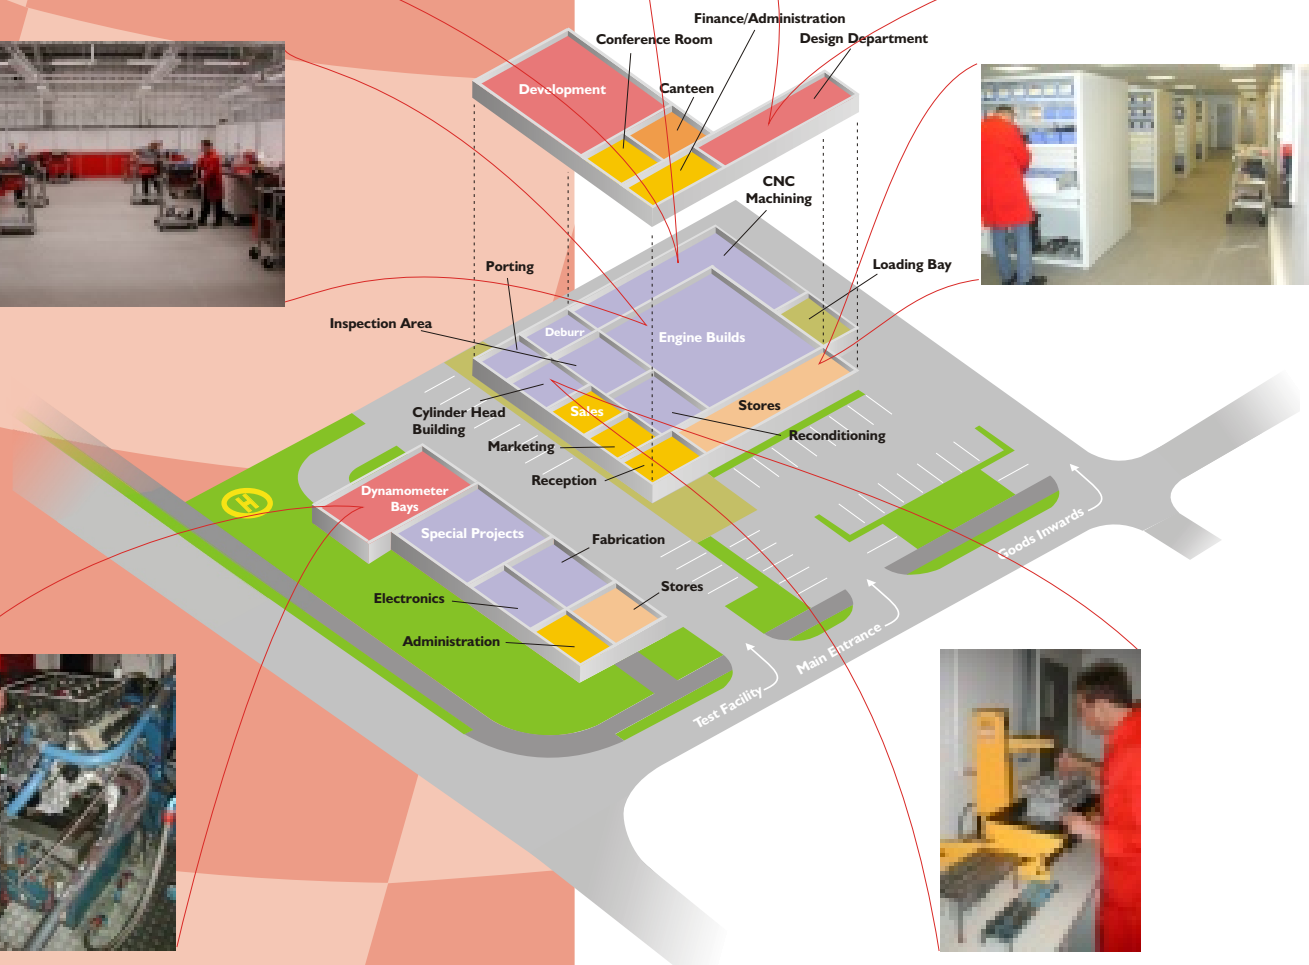 Finance/Administration
Conference Room
Design Department
Development
Canteen
CNC
Machining
Porting
Loading Bay
Inspection Area
Deburr
Engine Builds
Cylinder Head
Building
Sales
Stores
Marketing
Reconditioning
Reception
Dynamometer
Bays
Special Projects
Fabrication
Electronics
Stores
Administration
H
Goods Inwards
Main Entrance
Test Facility